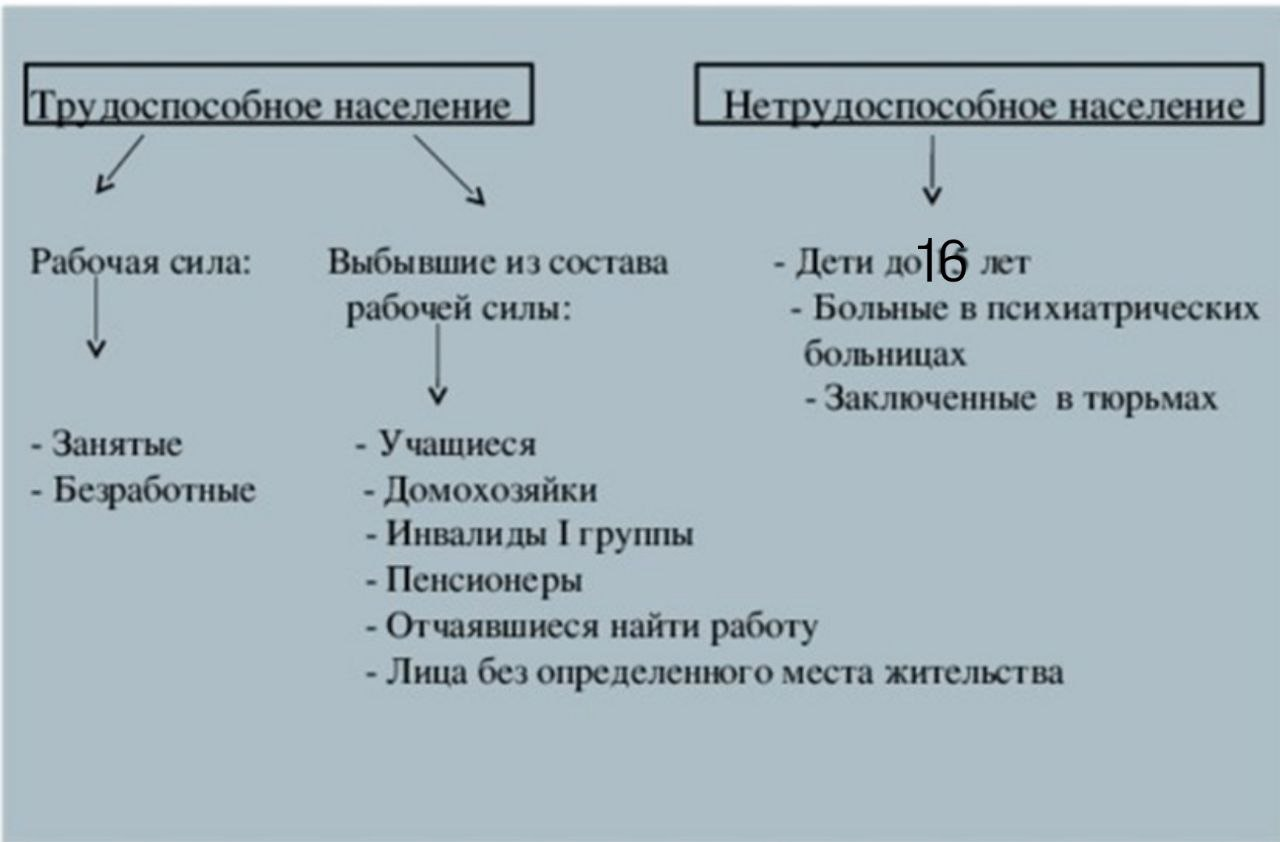 Трудоспособное население
Нетрудоспособное население
Рабочая сила:
- Занятые
- Безработные
Выбывшие из состава
рабочей силы:
- Учащиеся
- Домохозяйки
- Инвалиды I группы
- Пенсионеры
- Отчаявшиеся найти работу
- Лица без определенного места жительства
- Дети до 16 лет
- Больные в психиатрических
больницах
- Заключенные в тюрьмах